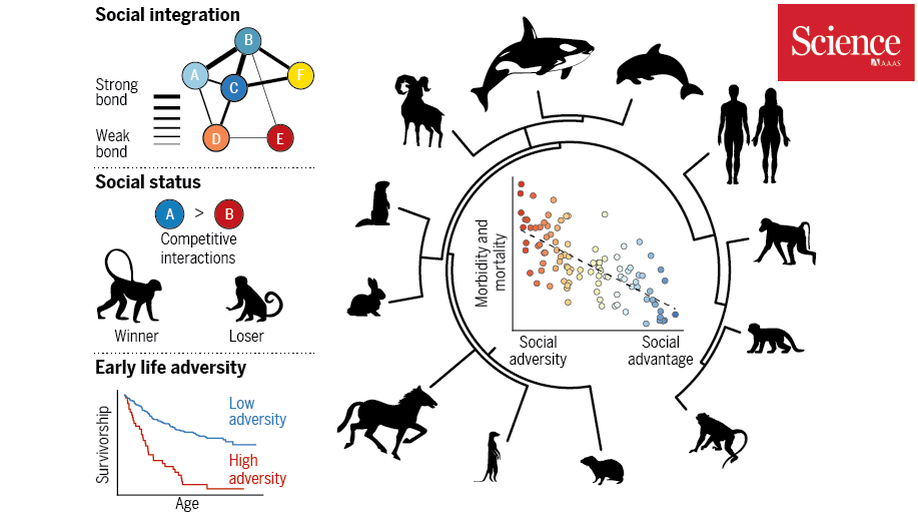 Social integration
B
A
F
C
D
E
Strong
bond
Weak
bond
Social status
A > B
Competitive
interactions
Winner
Loser
Early life adversity
Survivorship
Low
adversity
High
adversity
Age
Morbidity and
mortality
Social
adversity
Social
advantage
Science
AAAS